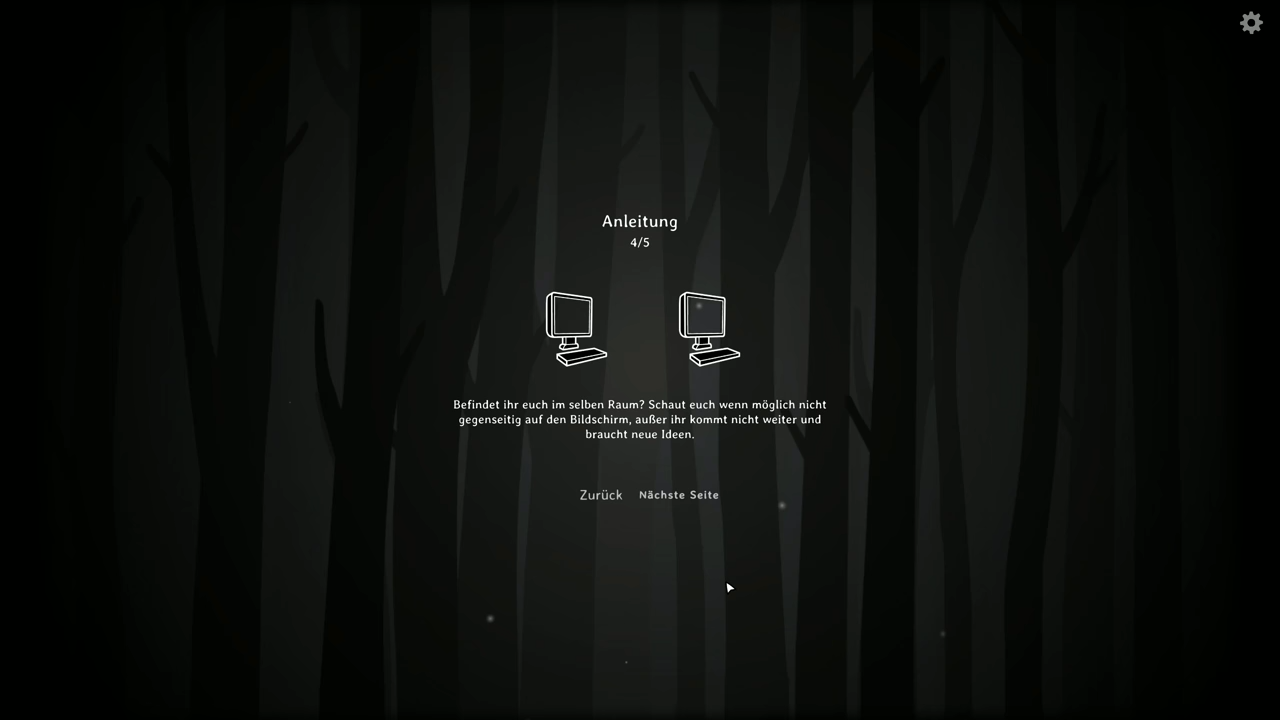 Anleitung
4/5
Befindet ihr euch im selben Raum? Schaut euch wenn möglich nicht
gegenseitig auf den Bildschirm, außer ihr kommt nicht weiter und
braucht neue Ideen.
Zurück Nächste Seite